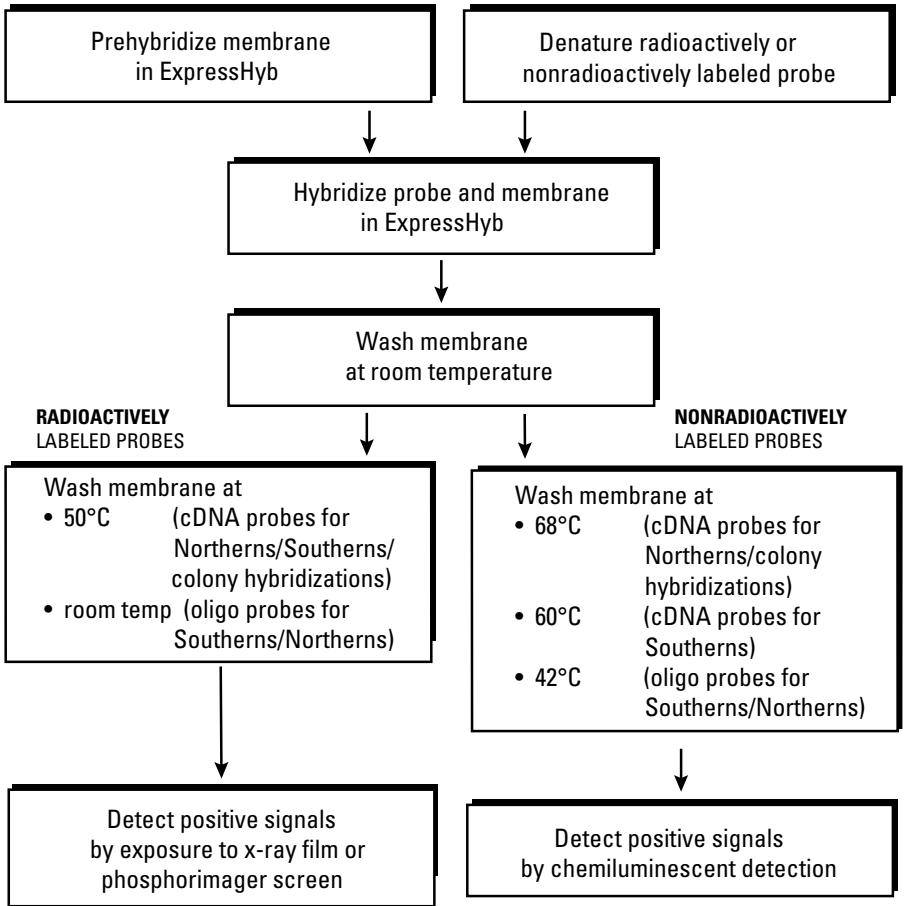 Prehybridize membrane
in ExpressHyb
Denature radioactively or
nonradioactively labeled probe
Hybridize probe and membrane
in ExpressHyb
Wash membrane
at room temperature
RADIOACTIVELY
LABELED PROBES
Wash membrane at
• 50°C (cDNA probes for
Northerns/Southerns/
colony hybridizations)
• room temp (oligo probes for
Southerns/Northerns)
Detect positive signals
by exposure to x-ray film or
phosphorimager screen
NONRADIOACTIVELY
LABELED PROBES
Wash membrane at
• 68°C (cDNA probes for
Northerns/colony
hybridizations)
• 60°C (cDNA probes for
Southerns)
• 42°C (oligo probes for
Southerns/Northerns)
Detect positive signals
by chemiluminescent detection